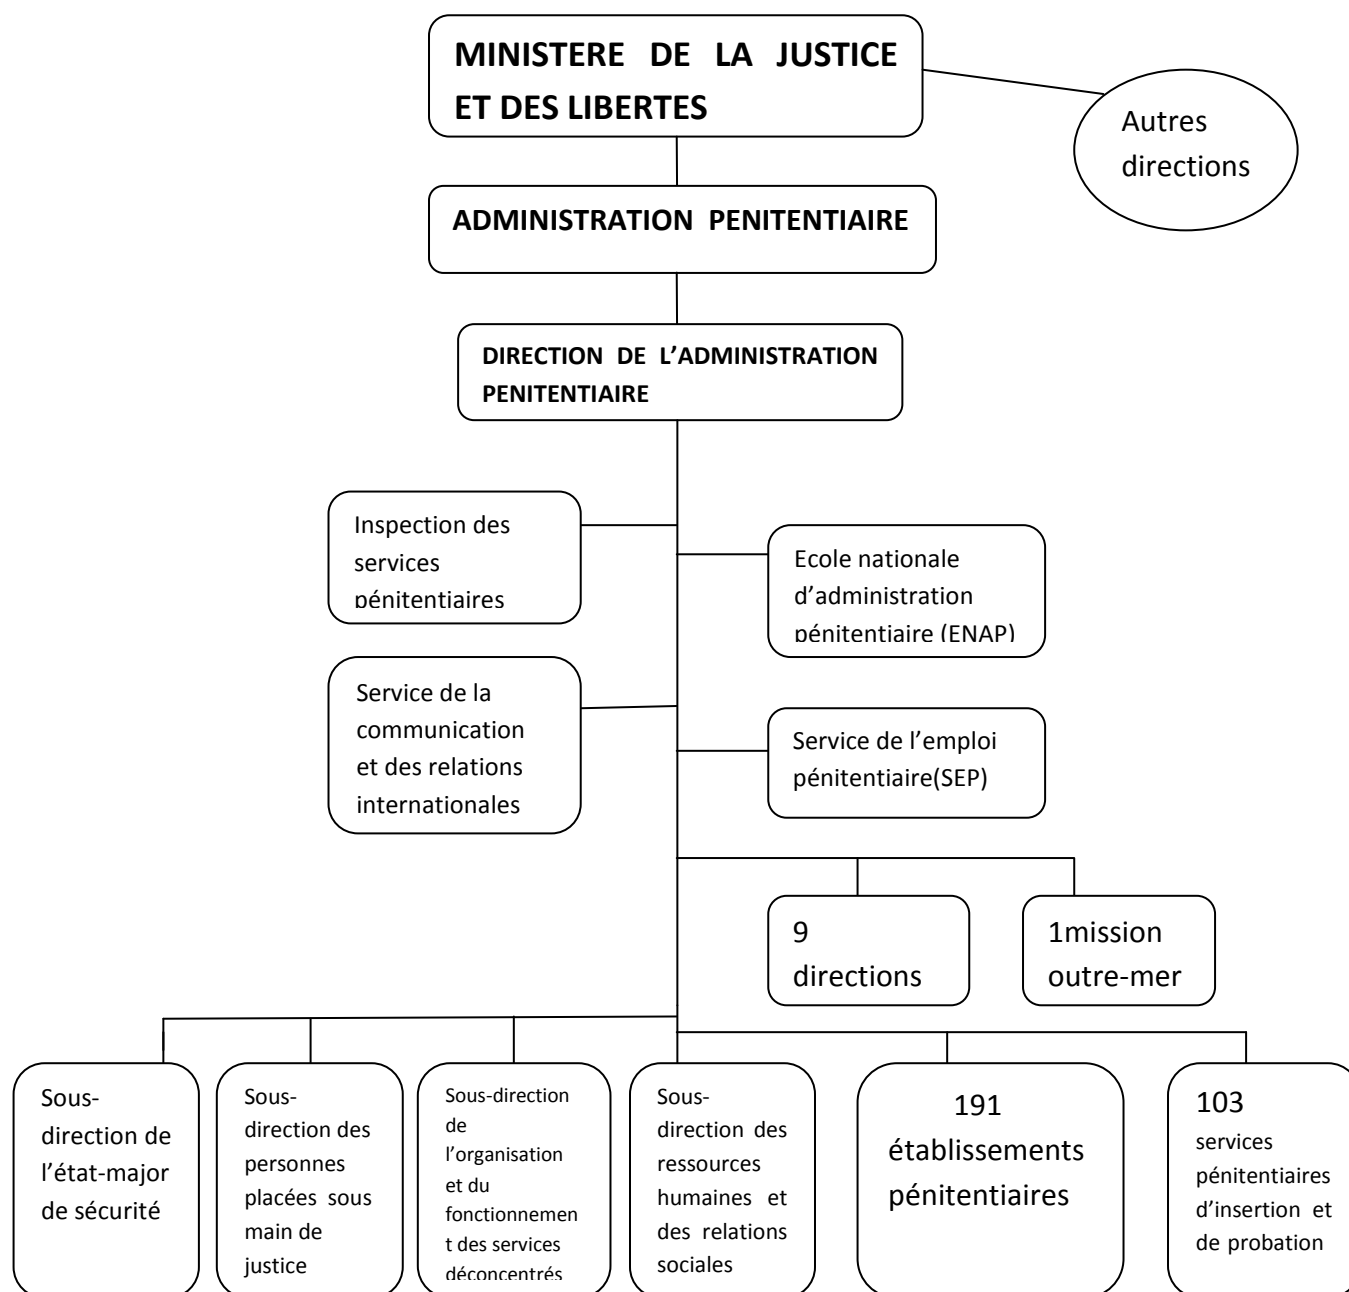 MINISTERE DE LA JUSTICE
ET DES LIBERTES
Autres
directions
ADMINISTRATION PENITENTIAIRE
DIRECTION DE L’ADMINISTRATION
PENITENTIAIRE
Inspection des
services
pénitentiaires
Ecole nationale
d’administration
pénitentiaire (ENAP)
Service de la
communication
et des relations
internationales
Service de l’emploi
pénitentiaire(SEP)
9
directions
1mission
outre-mer
Sous-
direction de
l’état-major
de sécurité
Sous-
direction des
personnes
placées sous
main de
justice
Sous-direction
de
l’organisation
et du
fonctionnemen
t des services
déconcentrés
Sous-
direction des
ressources
humaines et
des relations
sociales
191
établissements
pénitentiaires
103
services
pénitentiaires
d’insertion et
de probation